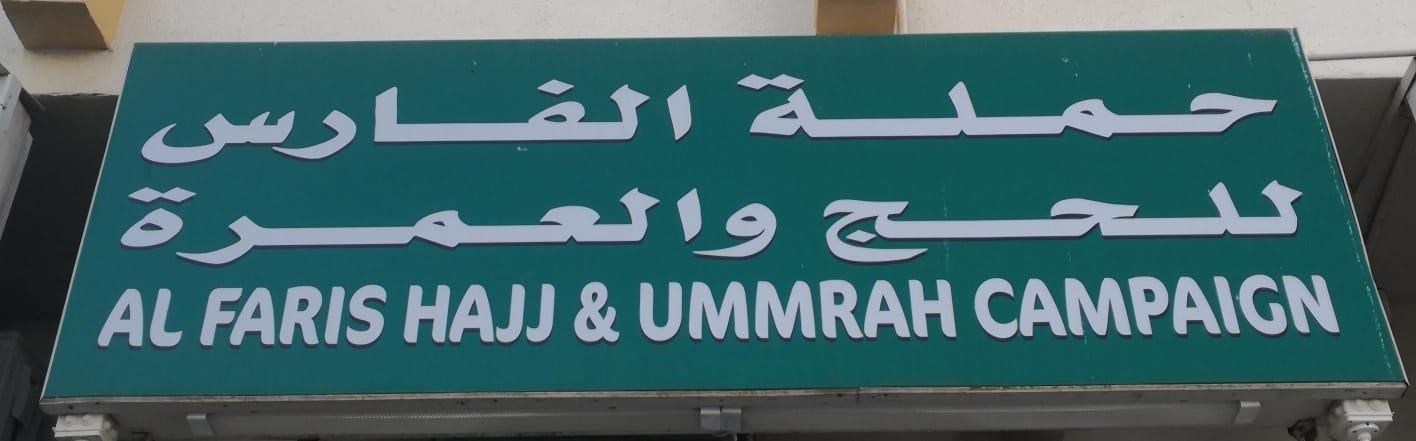 حملة الفارس
للحج والعمرة
AL FARIS HAJJ & UMMRAH CAMPAIGN